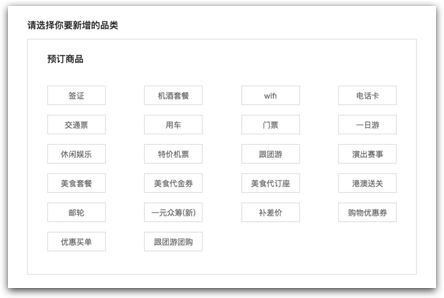 请选择你要新增的品类
预订商品
签证 机酒套餐 wifi 电话卡
交通票 用车 门票 一日游
休闲娱乐 特价机票 跟团游 演出赛事
美食套餐 美食代金券 美食代订座 港澳送关
邮轮 一元众筹(新) 补差价 购物优惠券
优惠买单 跟团游团购